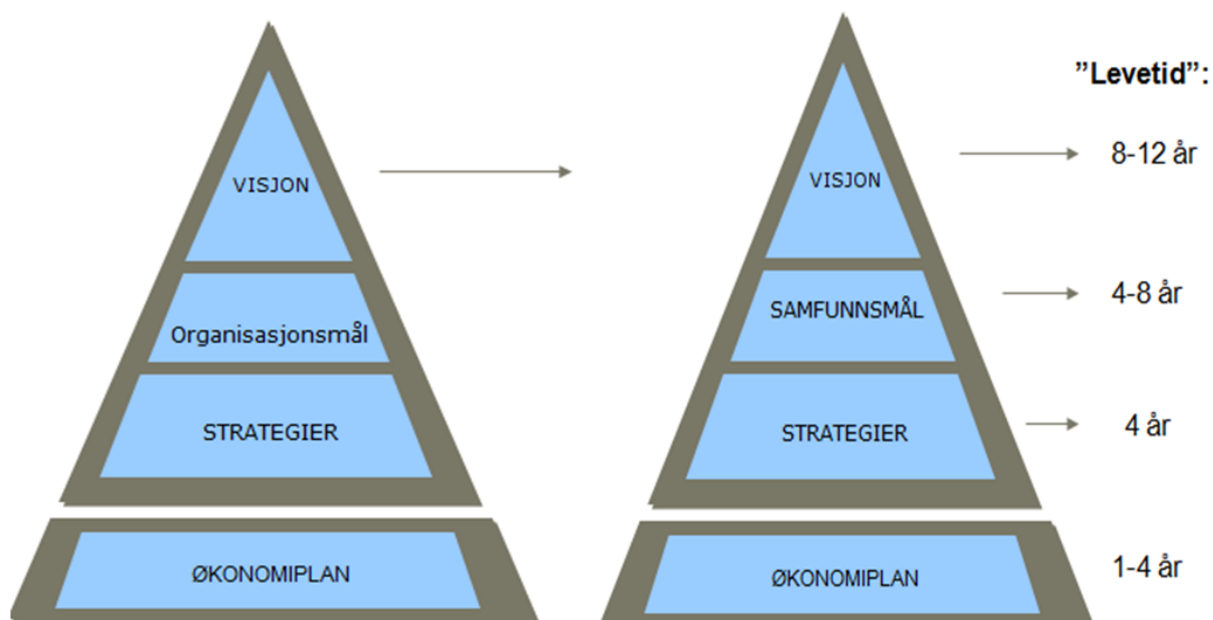 VISJON
Organisasjonsmål
STRATEGIER
ØKONOMIPLAN
VISJON
SAMFUNNSMÅL
STRATEGIER
ØKONOMIPLAN
”Levetid”:
8-12 år
4-8 år
4 år
1-4 år